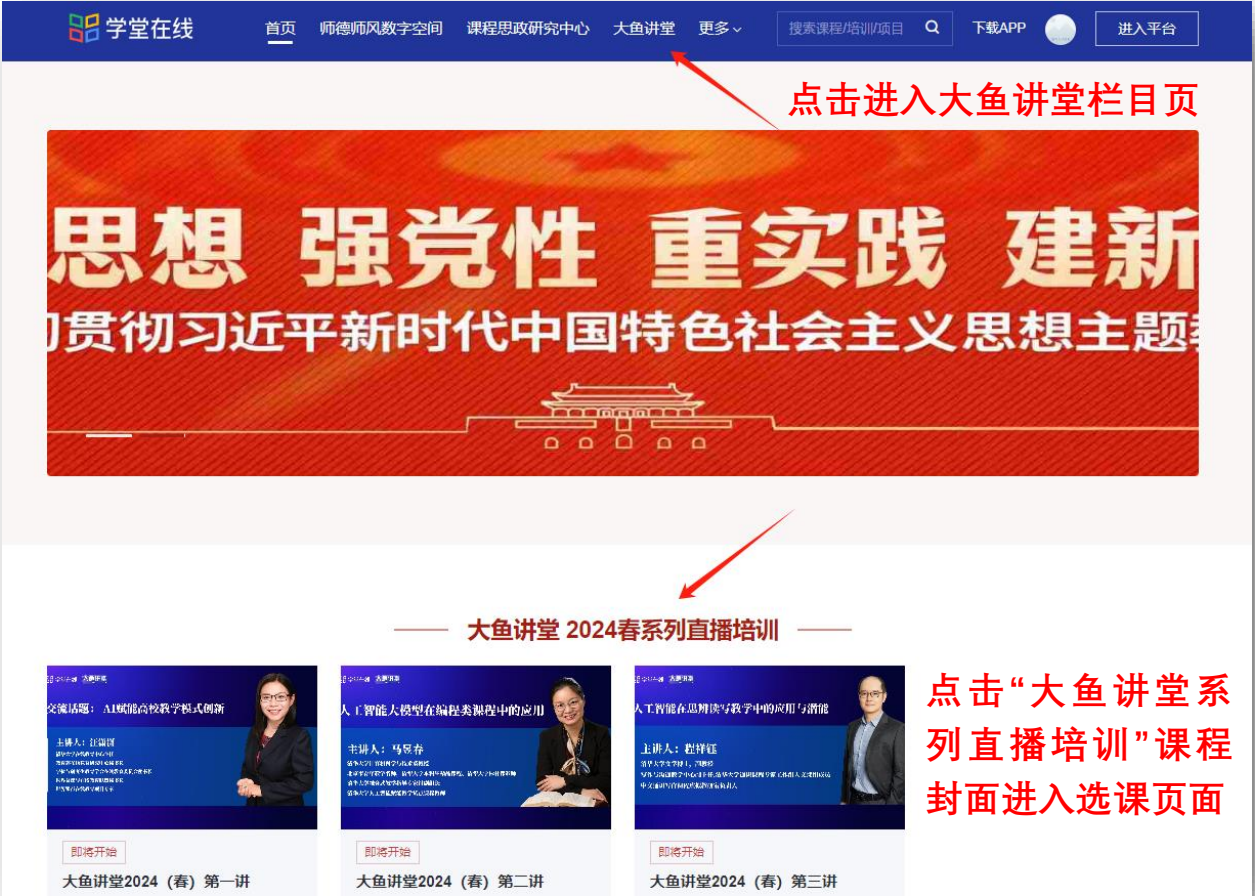 学堂在线 首页 师德师风数字空间 课程思政研究中心 大鱼讲堂 更多 搜索课程/培训/项目 下载APP 进入平台
点击进入大鱼讲堂栏目页
思想 强党性 重实践 建新
贯彻习近平新时代中国特色社会主义思想主题
大鱼讲堂 2024春系列直播培训
交流话题：AI赋能高校教学模式创新
主讲人：
人工智能大模型在编程类课程中的应用
主讲人：马昱春
人工智能在思辨读写教学中的应用与潜能
主讲人：程祥钰
点击“大鱼讲堂系
列直播培训”课程
封面进入选课页面
即将开始 即将开始 即将开始
大鱼讲堂2024（春）第一讲 大鱼讲堂2024（春）第二讲 大鱼讲堂2024（春）第三讲